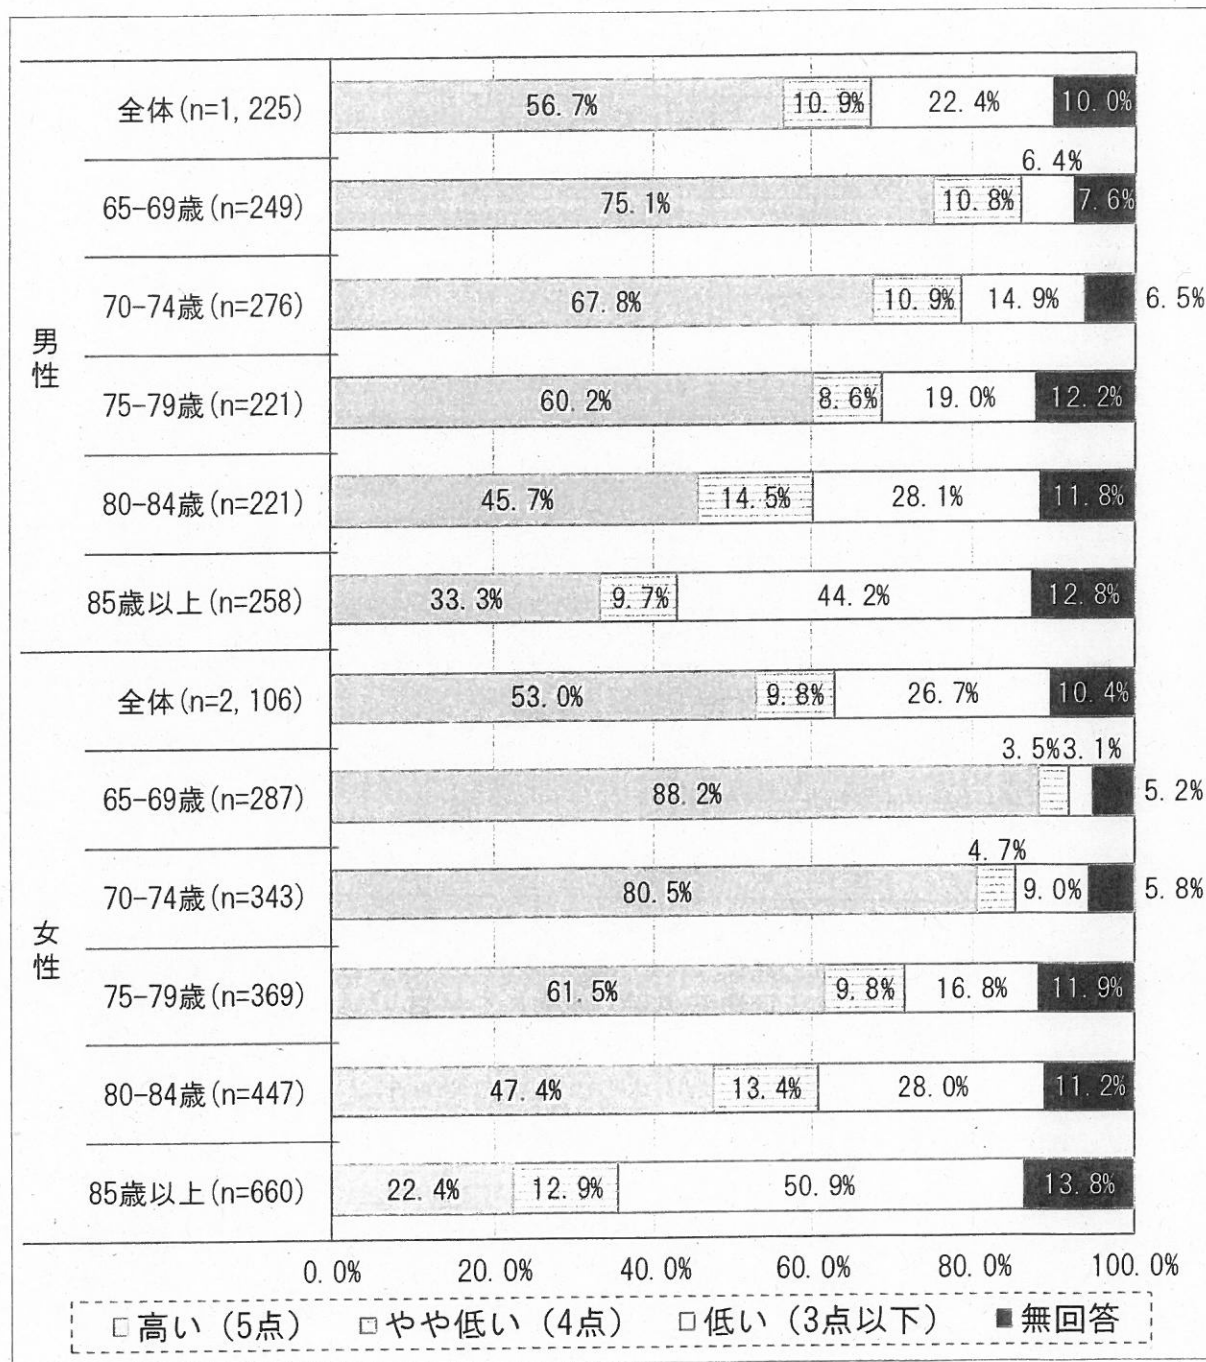 男性
全体(n=1,225) 56.7% 10.9% 22.4% 10.0%
6.4%
65-69歳(n=249) 75.1% 10.8% 7.6%
70-74歳(n=276) 67.8% 10.9% 14.9% 6.5%
75-79歳(n=221) 60.2% 8.6% 19.0% 12.2%
80-84歳(n=221) 45.7% 14.5% 28.1% 11.8%
85歳以上(n=258) 33.3% 9.7% 44.2% 12.8%
女性
全体(n=2,106) 53.0% 9.8% 26.7% 10.4%
3.5% 3.1%
65-69歳(n=287) 88.2% 5.2%
4.7%
70-74歳(n=343) 80.5% 9.0% 5.8%
75-79歳(n=369) 61.5% 9.8% 16.8% 11.9%
80-84歳(n=447) 47.4% 13.4% 28.0% 11.2%
85歳以上(n=660) 22.4% 12.9% 50.9% 13.8%
0.0% 20.0% 40.0% 60.0% 80.0% 100.0%
高い（5点） やや低い（4点） 低い（3点以下） 無回答